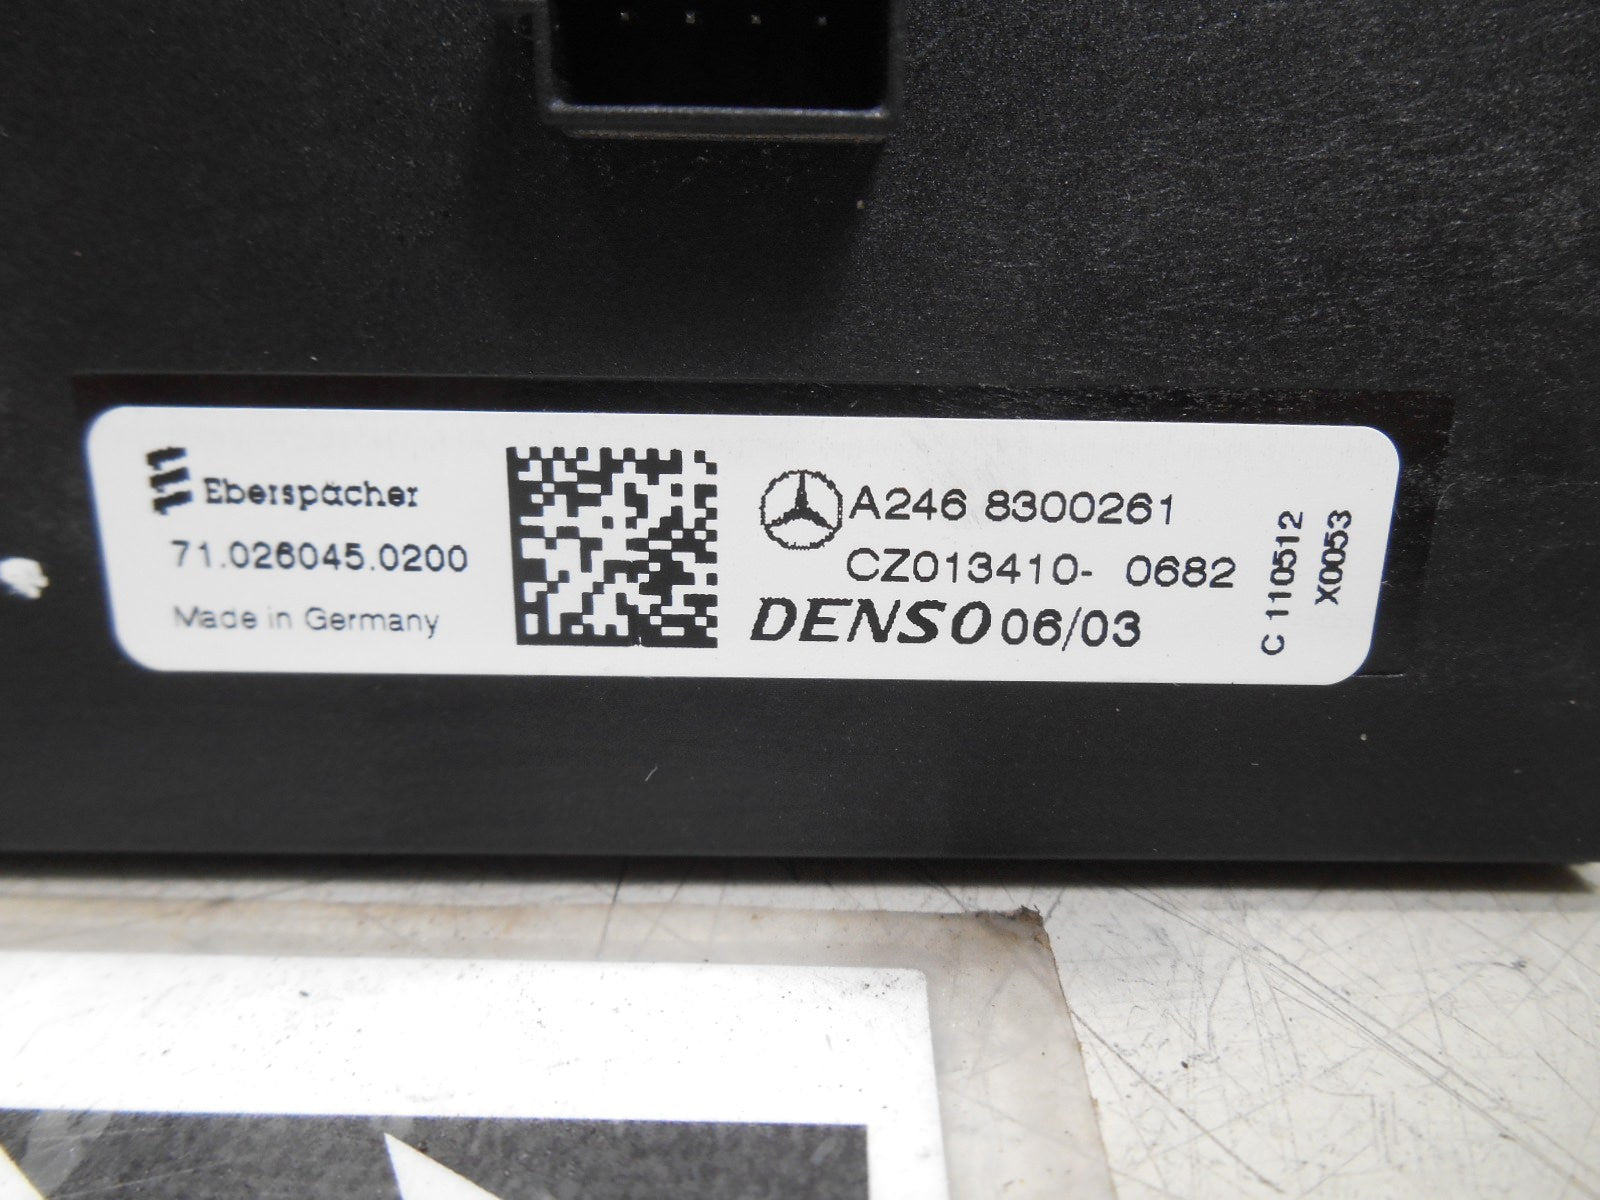 Eberspächer
71.026045.0200
Made in Germany
A246 8300261
CZ013410- 0682
DENSO 06/03
C 110512
X0053